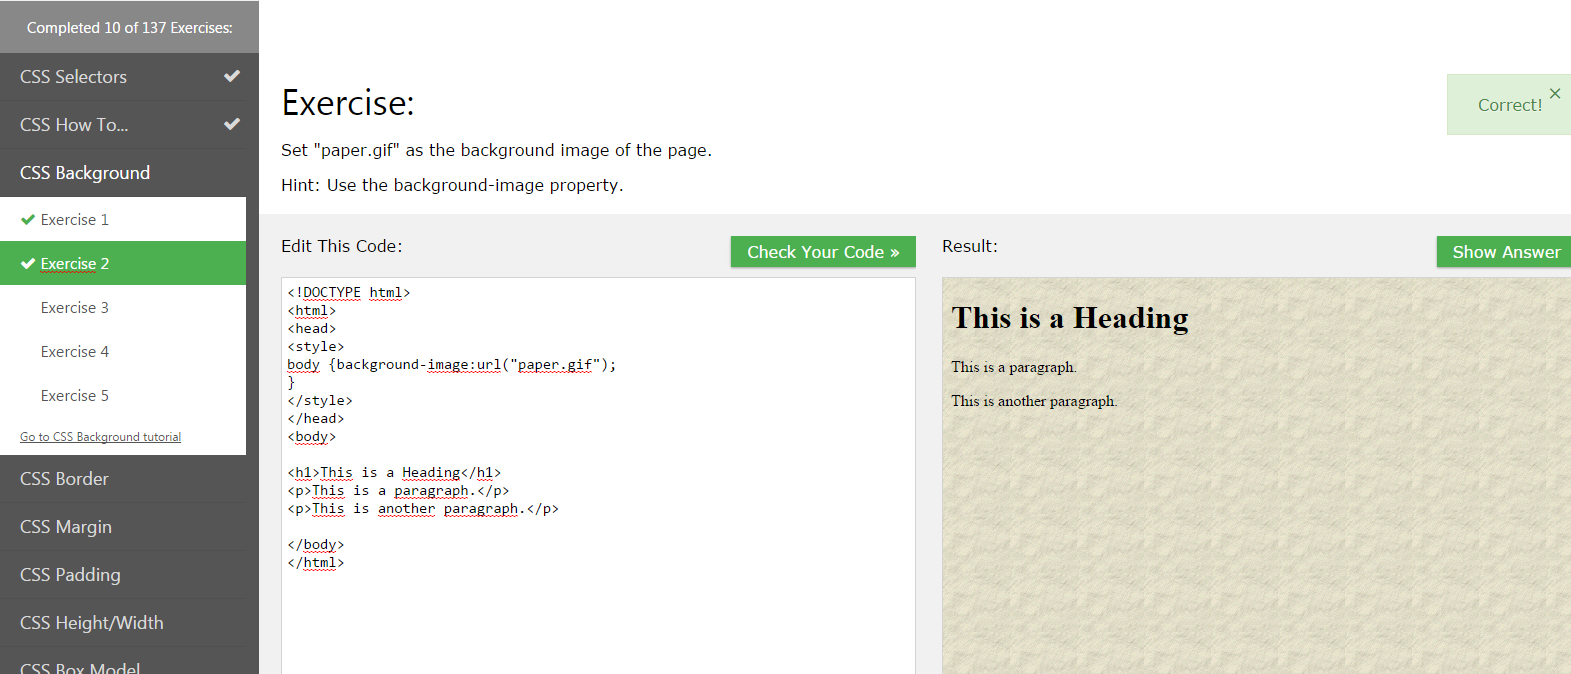 Completed 10 of 137 Exercises:
CSS Selectors
CSS How To...
CSS Background
Exercise 1
Exercise 2
Exercise 3
Exercise 4
Exercise 5
Go to CSS Background tutorial
CSS Border
CSS Margin
CSS Padding
CSS Height/Width
CSS Box Model
Exercise:
Correct! ×
Set "paper.gif" as the background image of the page.
Hint: Use the background-image property.
Edit This Code:
Check Your Code »
<!DOCTYPE html>
<html>
<head>
<style>
body {background-image:url("paper.gif");
}
</style>
</head>
<body>
<h1>This is a Heading</h1>
<p>This is a paragraph.</p>
<p>This is another paragraph.</p>
</body>
</html>
Result:
Show Answer
This is a Heading
This is a paragraph.
This is another paragraph.